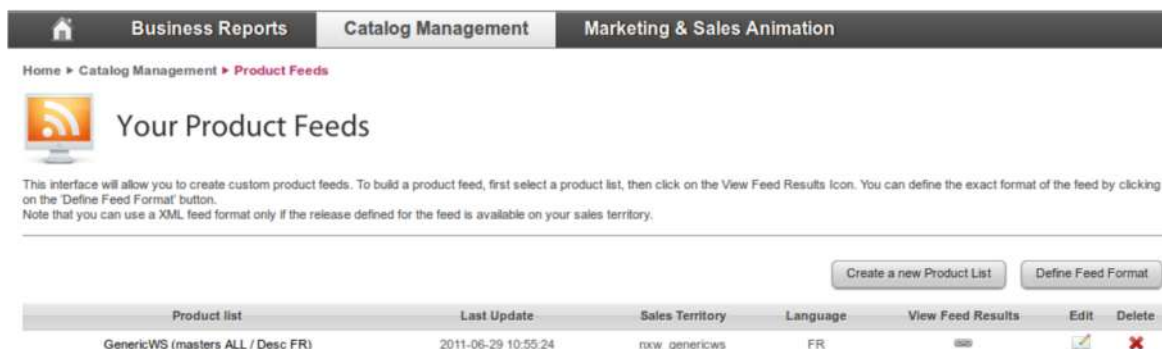 Business Reports Catalog Management Marketing & Sales Animation
Home ▸ Catalog Management ▸ Product Feeds
Your Product Feeds
This interface will allow you to create custom product feeds. To build a product feed, first select a product list, then click on the View Feed Results Icon. You can define the exact format of the feed by clicking
on the 'Define Feed Format' button.
Note that you can use a XML feed format only if the release defined for the feed is available on your sales territory.
Create a new Product List Define Feed Format
Product list Last Update Sales Territory Language View Feed Results Edit Delete
GenericWS (masters ALL / Desc FR) 2011-06-29 10:55:24 nxw_genericws FR